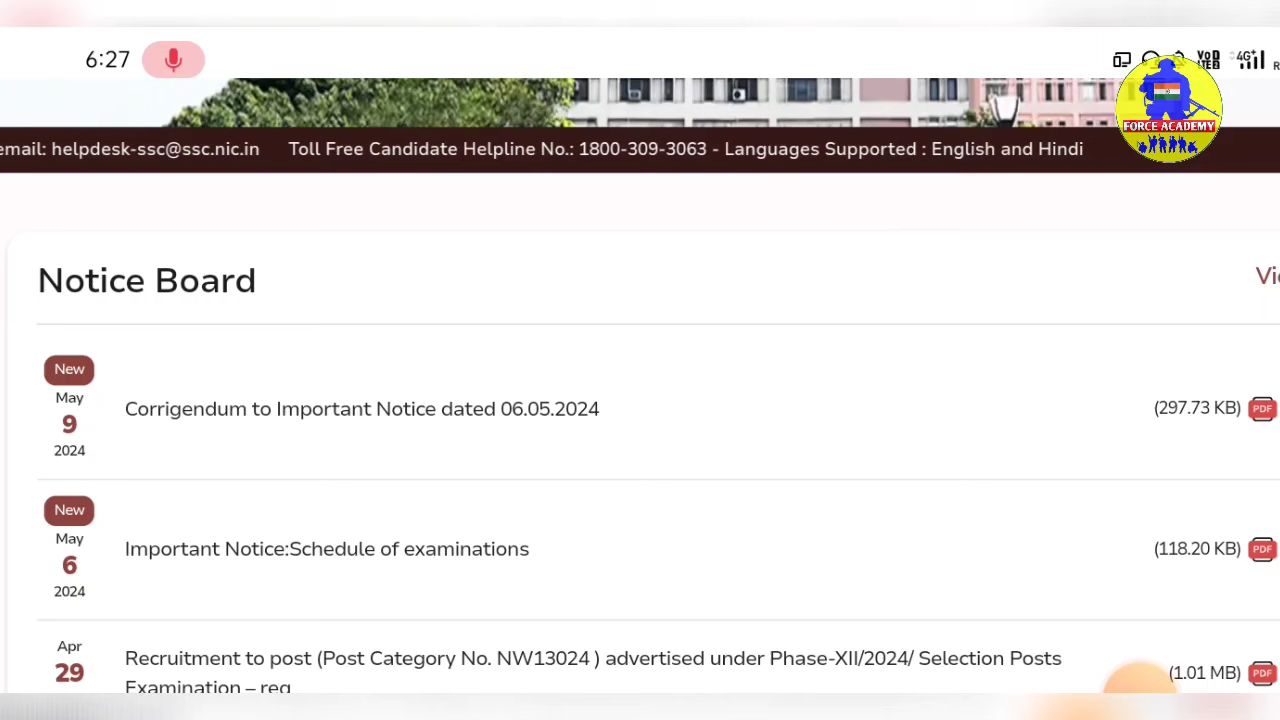 6:27
VoD
LTED
4G+
R
FORCE ACADEMY
email: helpdesk-ssc@ssc.nic.in Toll Free Candidate Helpline No.: 1800-309-3063 - Languages Supported : English and Hindi
Notice Board
Vi
New
May
9
2024
Corrigendum to Important Notice dated 06.05.2024
(297.73 KB)
PDF
New
May
6
2024
Important Notice:Schedule of examinations
(118.20 KB)
PDF
Apr
29
Recruitment to post (Post Category No. NW13024 ) advertised under Phase-XII/2024/ Selection Posts
Examination – reg
(1.01 MB)
PDF